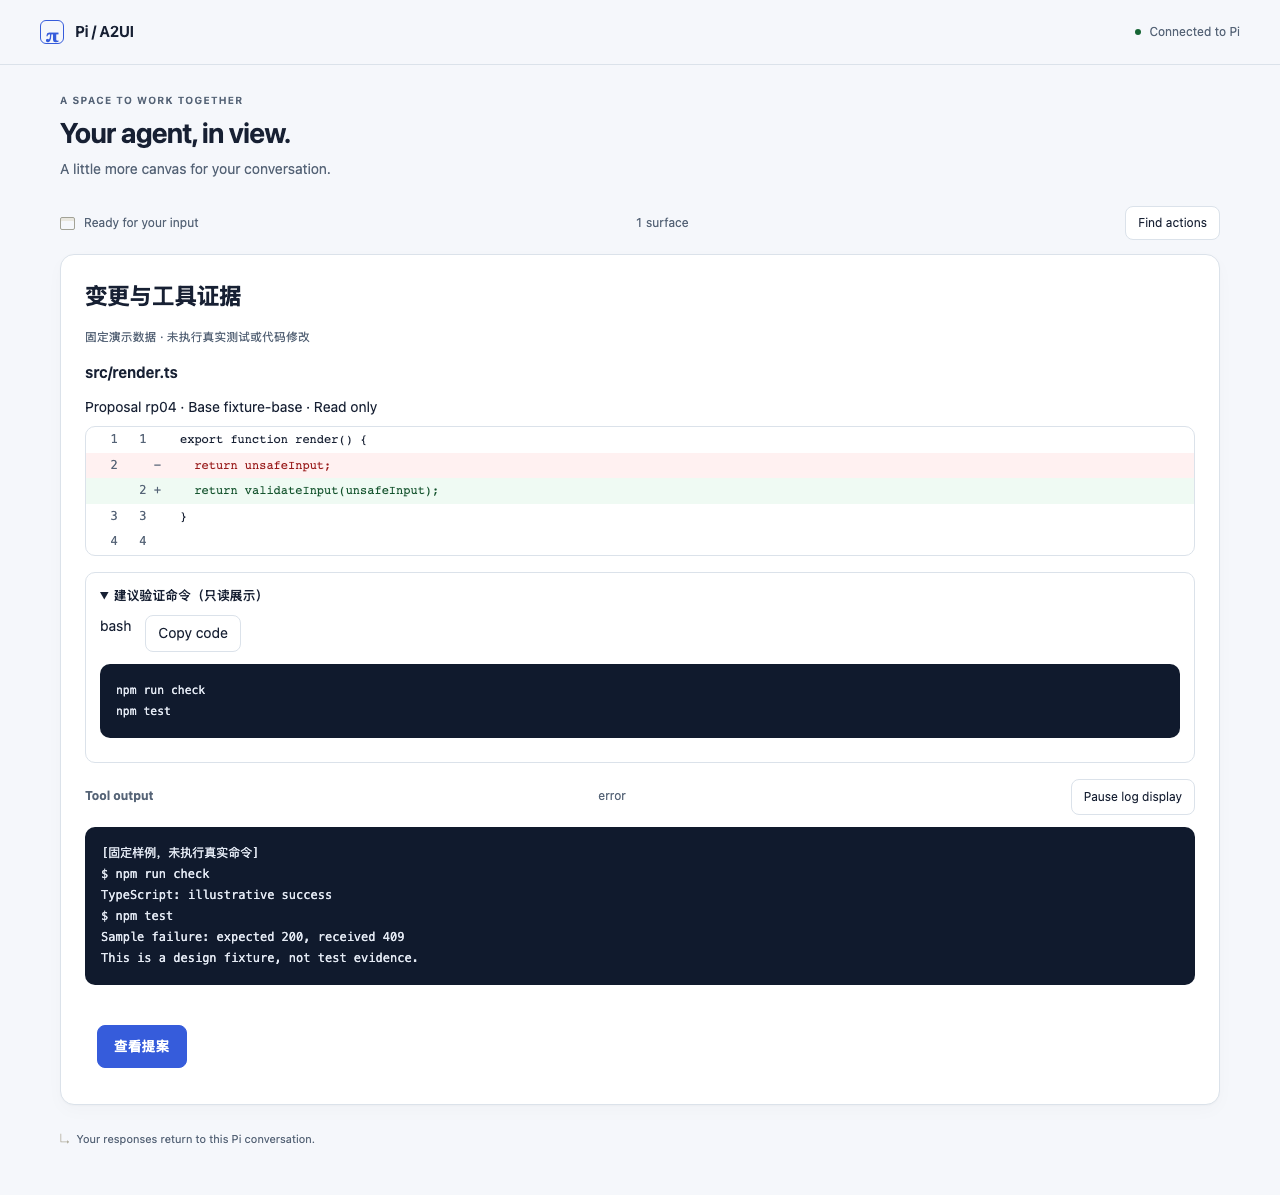 π Pi / A2UI
Connected to Pi
A SPACE TO WORK TOGETHER
Your agent, in view.
A little more canvas for your conversation.
Ready for your input
1 surface
Find actions
变更与工具证据
固定演示数据 · 未执行真实测试或代码修改
src/render.ts
Proposal rp04 · Base fixture-base · Read only
1 1 export function render() {
2 − return unsafeInput;
2 + return validateInput(unsafeInput);
3 3 }
4 4
▼ 建议验证命令（只读展示）
bash
Copy code
npm run check
npm test
Tool output
error
Pause log display
[固定样例，未执行真实命令]
$ npm run check
TypeScript: illustrative success
$ npm test
Sample failure: expected 200, received 409
This is a design fixture, not test evidence.
查看提案
Your responses return to this Pi conversation.